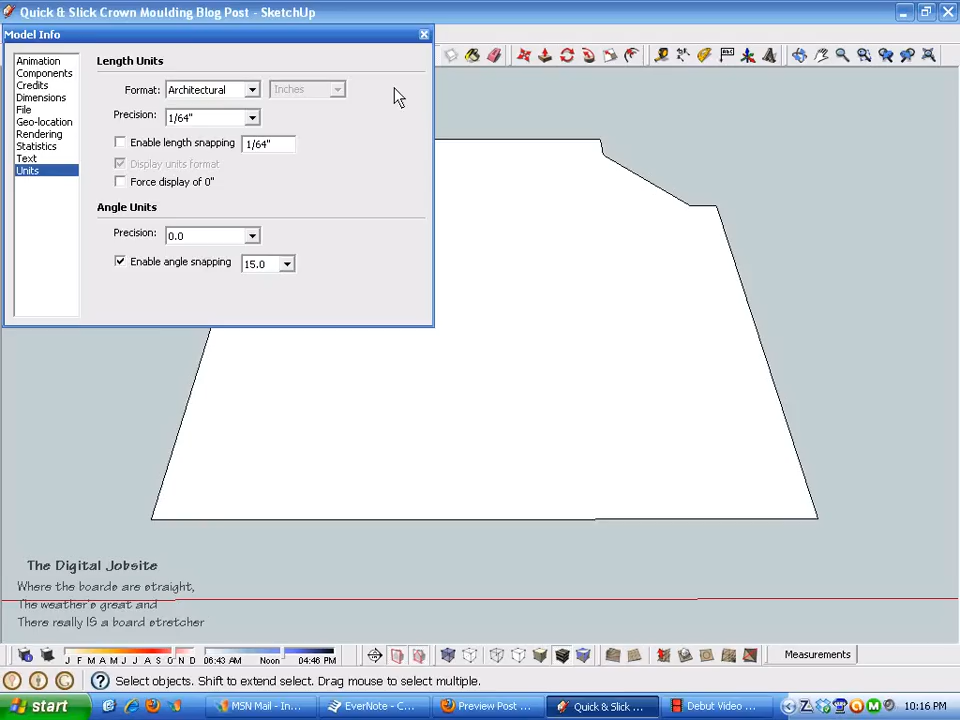 Quick & Slick Crown Moulding Blog Post - SketchUp
Model Info
Animation
Components
Credits
Dimensions
File
Geo-location
Rendering
Statistics
Text
Units
Length Units
Format: Architectural Inches
Precision: 1/64"
Enable length snapping 1/64"
Display units format
Force display of 0"
Angle Units
Precision: 0.0
Enable angle snapping 15.0
The Digital Jobsite
Where the boards are straight,
The weather's great and
There really IS a board stretcher
J F M A M J J A S O N D 06:43 AM Noon 04:46 PM
Measurements
Select objects. Shift to extend select. Drag mouse to select multiple.
start MSN Mail - In... EverNote - C... Preview Post ... Quick & Slick ... Debut Video ... 10:16 PM